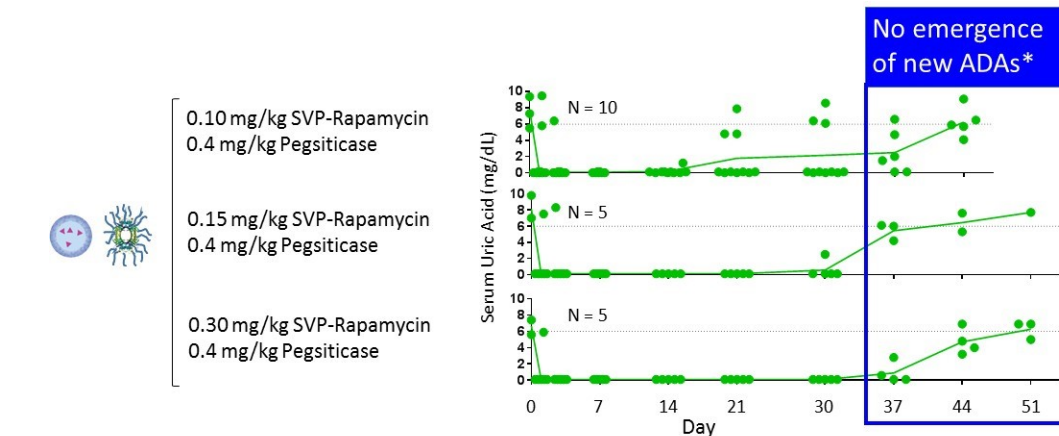 No emergence
of new ADAs*
0.10 mg/kg SVP-Rapamycin
0.4 mg/kg Pegsiticase
0.15 mg/kg SVP-Rapamycin
0.4 mg/kg Pegsiticase
0.30 mg/kg SVP-Rapamycin
0.4 mg/kg Pegsiticase
Serum Uric Acid (mg/dL)
10
8
6
4
2
0
N = 10
10
8
6
4
2
0
N = 5
10
8
6
4
2
0
N = 5
0 7 14 21 30 37 44 51
Day